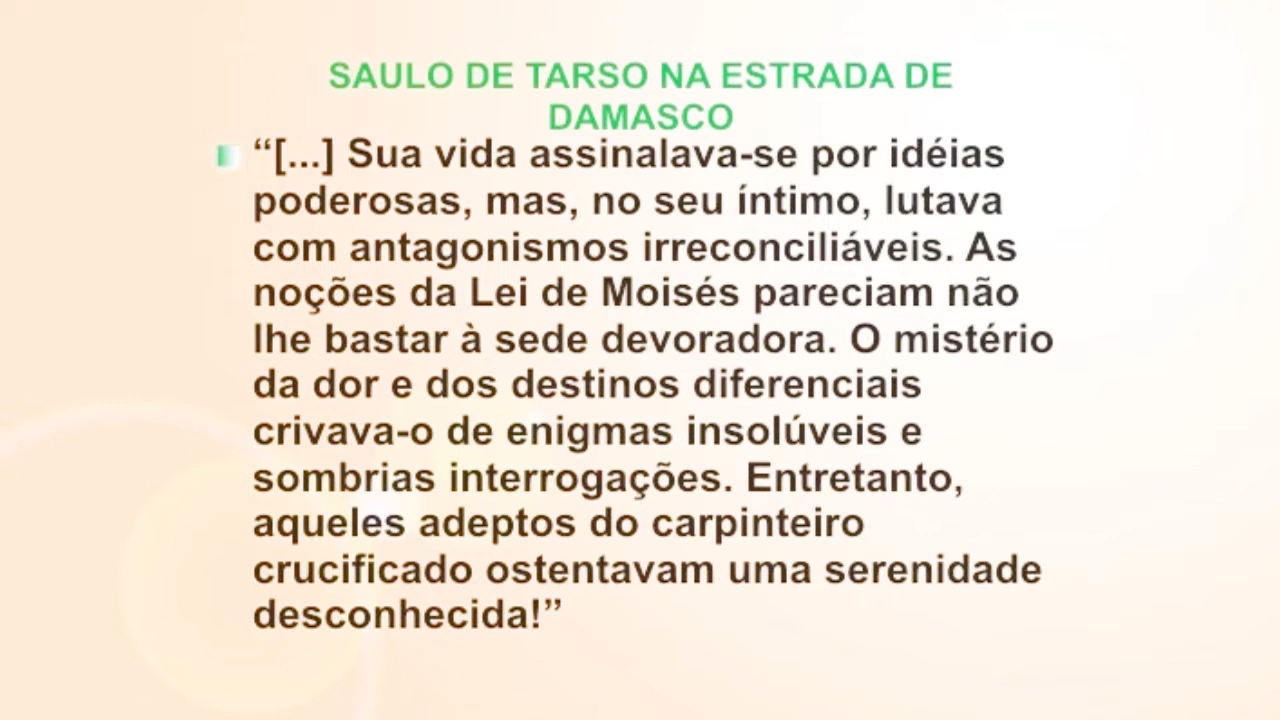 SAULO DE TARSO NA ESTRADA DE
DAMASCO
“[...] Sua vida assinalava-se por idéias
poderosas, mas, no seu íntimo, lutava
com antagonismos irreconciliáveis. As
noções da Lei de Moisés pareciam não
lhe bastar à sede devoradora. O mistério
da dor e dos destinos diferenciais
crivava-o de enigmas insolúveis e
sombrias interrogações. Entretanto,
aqueles adeptos do carpinteiro
crucificado ostentavam uma serenidade
desconhecida!”